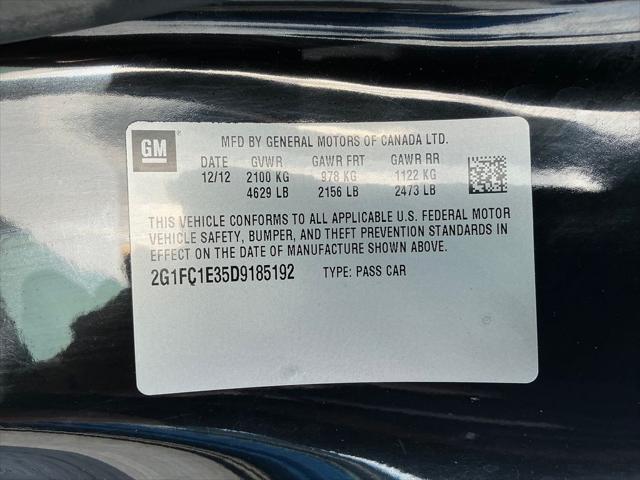 GM
MFD BY GENERAL MOTORS OF CANADA LTD.
DATE GVWR GAWR FRT GAWR RR
12/12 2100 KG 978 KG 1122 KG
4629 LB 2156 LB 2473 LB
THIS VEHICLE CONFORMS TO ALL APPLICABLE U.S. FEDERAL MOTOR
VEHICLE SAFETY, BUMPER, AND THEFT PREVENTION STANDARDS IN
EFFECT ON THE DATE OF MANUFACTURE SHOWN ABOVE.
2G1FC1E35D9185192 TYPE: PASS CAR